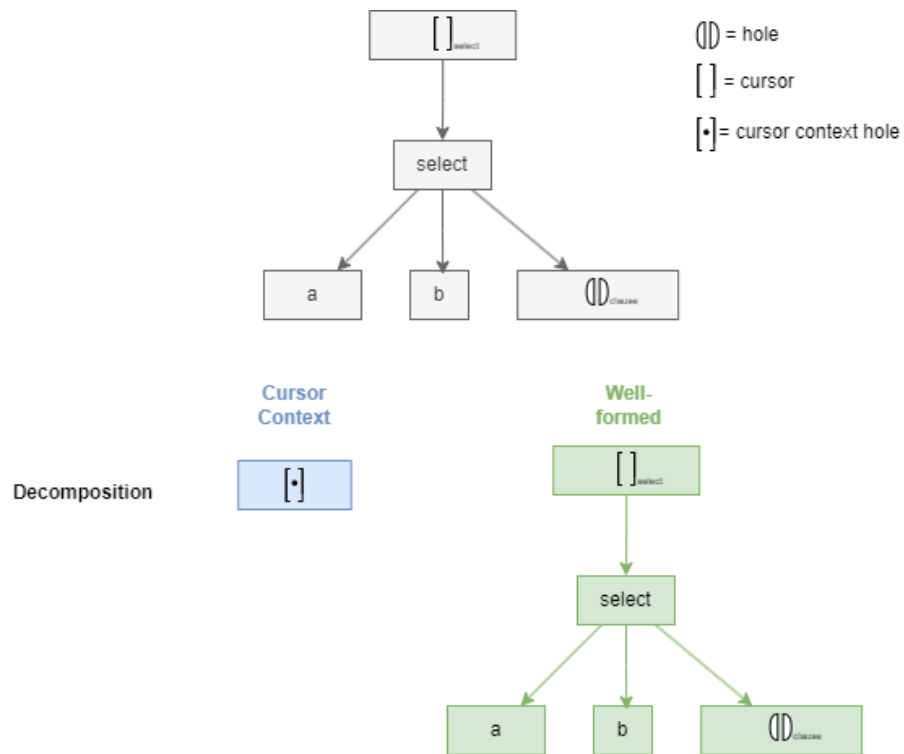 [ ]select
⦇⦈ = hole
[ ] = cursor
[•] = cursor context hole
select
a
b
⦇⦈clause
Cursor
Context
Well-
formed
Decomposition
[•]
[ ]select
select
a
b
⦇⦈clause